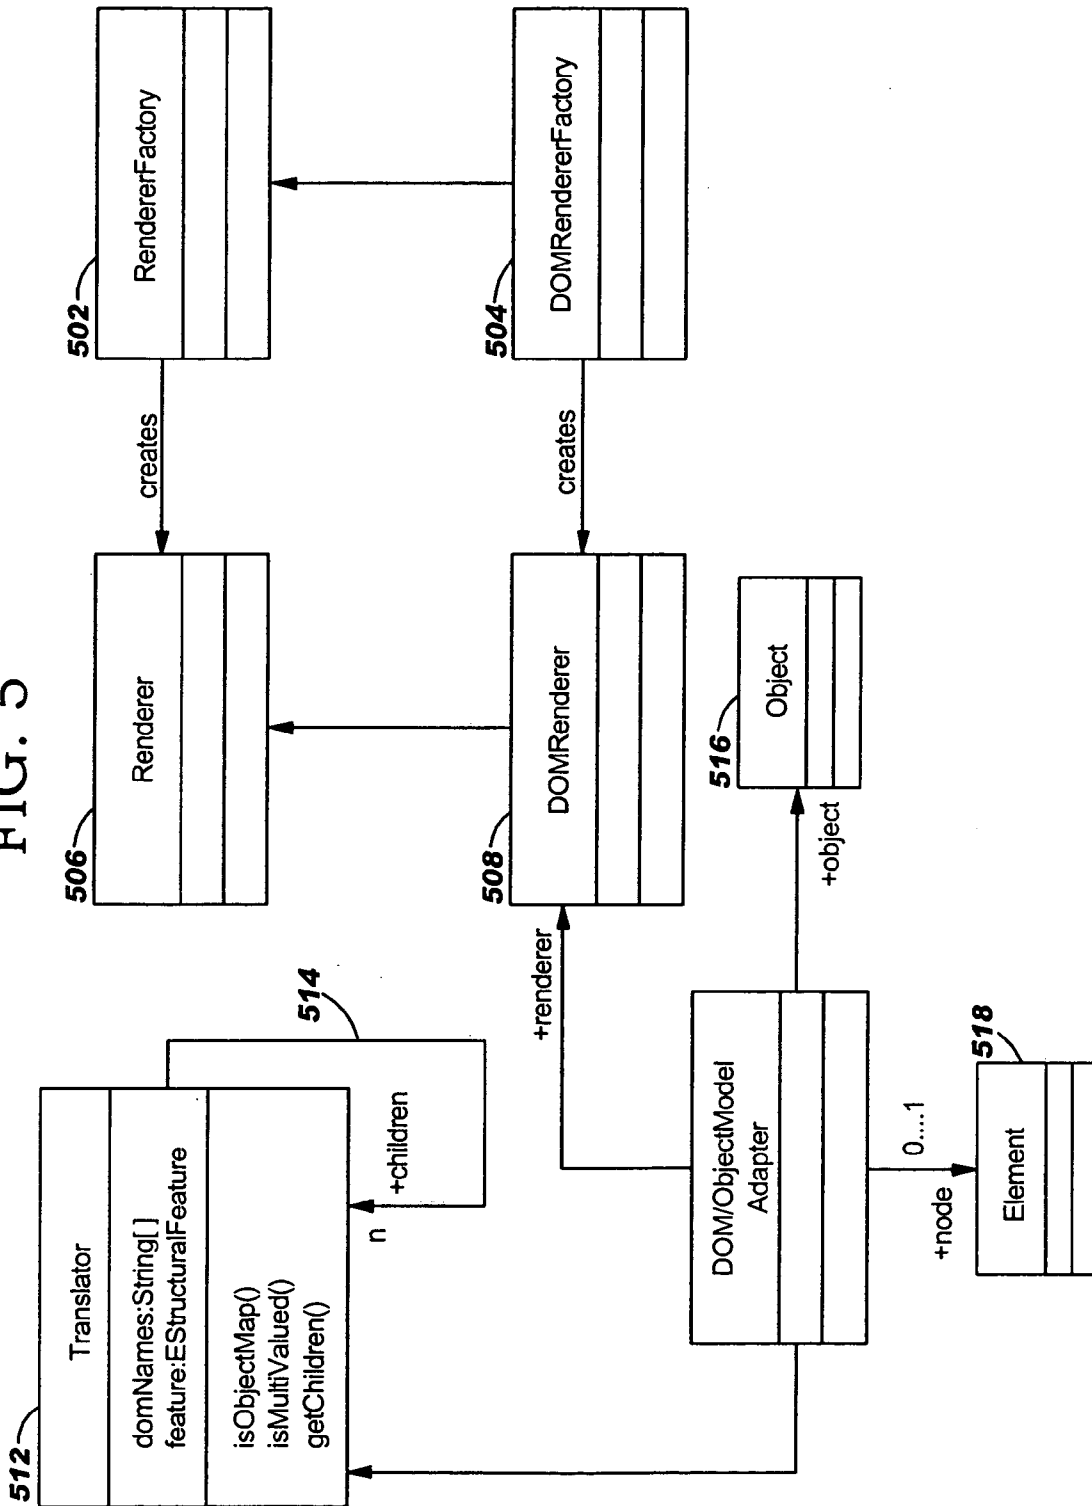 FIG. 5
512
Translator
domNames:String[ ]
feature:EStructuralFeature
isObjectMap()
isMultiValued()
getChildren()
514
+children
n
506
Renderer
creates
502
RendererFactory
508
DOMRenderer
creates
504
DOMRendererFactory
+renderer
DOM/ObjectModel
Adapter
+object
516
Object
+node
0....1
518
Element